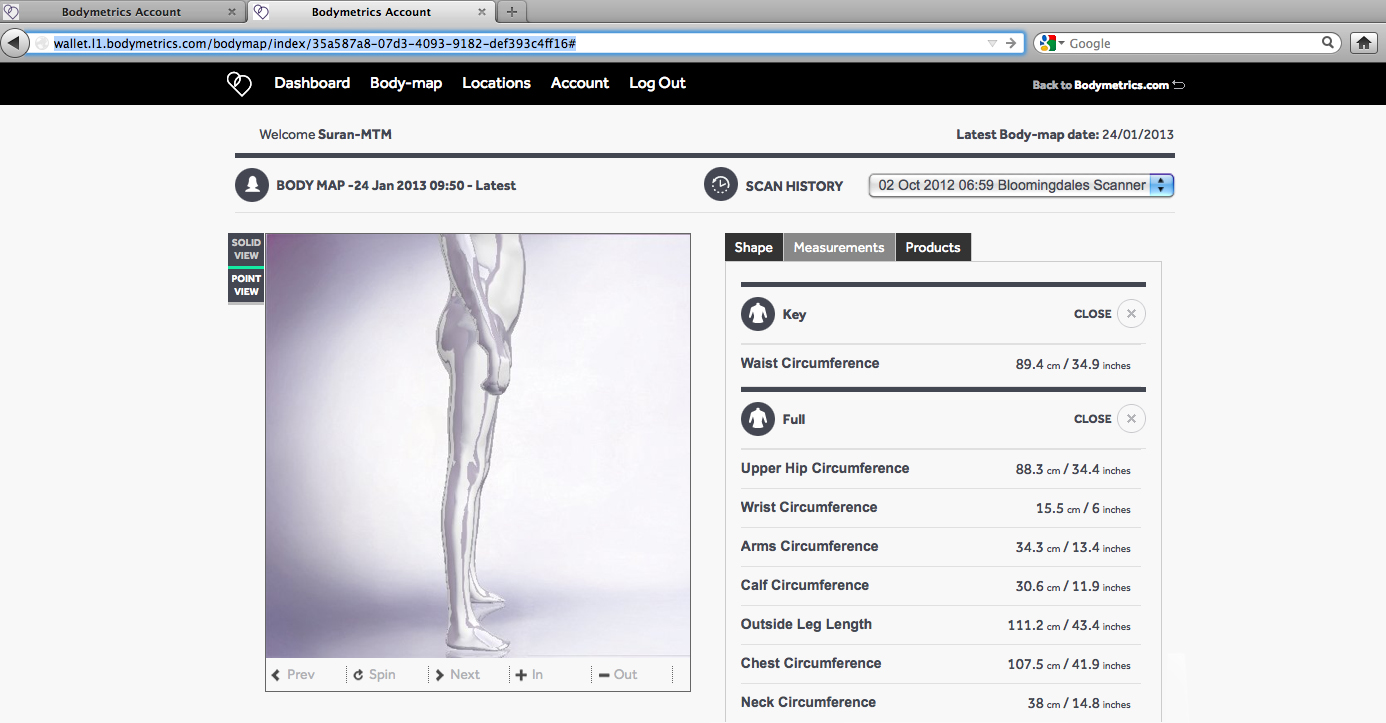 Bodymetrics Account
Bodymetrics Account
wallet.l1.bodymetrics.com/bodymap/index/35a587a8-07d3-4093-9182-def393c4ff16#
Google
Dashboard Body-map Locations Account Log Out
Back to Bodymetrics.com
Welcome Suran-MTM
Latest Body-map date: 24/01/2013
BODY MAP -24 Jan 2013 09:50 - Latest
SCAN HISTORY
02 Oct 2012 06:59 Bloomingdales Scanner
SOLID
VIEW
POINT
VIEW
Prev Spin Next In Out
Shape Measurements Products
Key CLOSE
Waist Circumference 89.4 cm / 34.9 inches
Full CLOSE
Upper Hip Circumference 88.3 cm / 34.4 inches
Wrist Circumference 15.5 cm / 6 inches
Arms Circumference 34.3 cm / 13.4 inches
Calf Circumference 30.6 cm / 11.9 inches
Outside Leg Length 111.2 cm / 43.4 inches
Chest Circumference 107.5 cm / 41.9 inches
Neck Circumference 38 cm / 14.8 inches